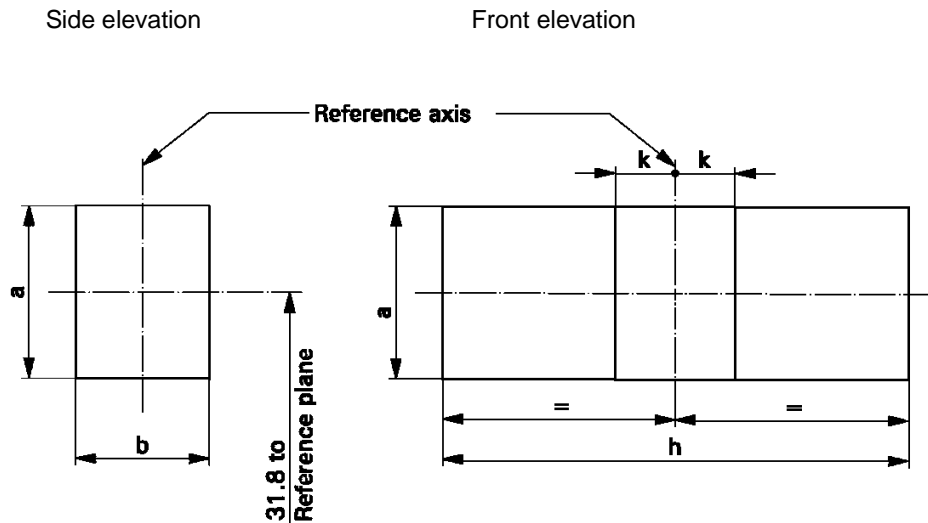 Side elevation
Front elevation
Reference axis
k
k
a
a
=
=
b
h
31.8 to
Reference plane